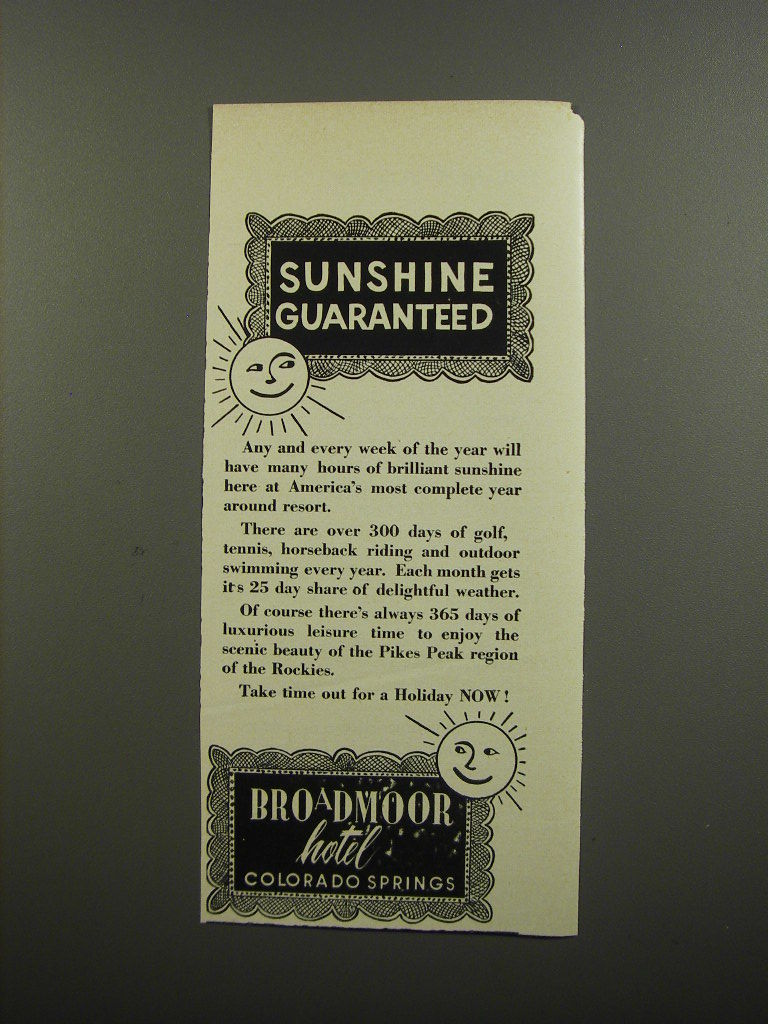 SUNSHINE
GUARANTEED
Any and every week of the year will
have many hours of brilliant sunshine
here at America's most complete year
around resort.
There are over 300 days of golf,
tennis, horseback riding and outdoor
swimming every year. Each month gets
it's 25 day share of delightful weather.
Of course there's always 365 days of
luxurious leisure time to enjoy the
scenic beauty of the Pikes Peak region
of the Rockies.
Take time out for a Holiday NOW!
BROADMOOR
hotel
COLORADO SPRINGS